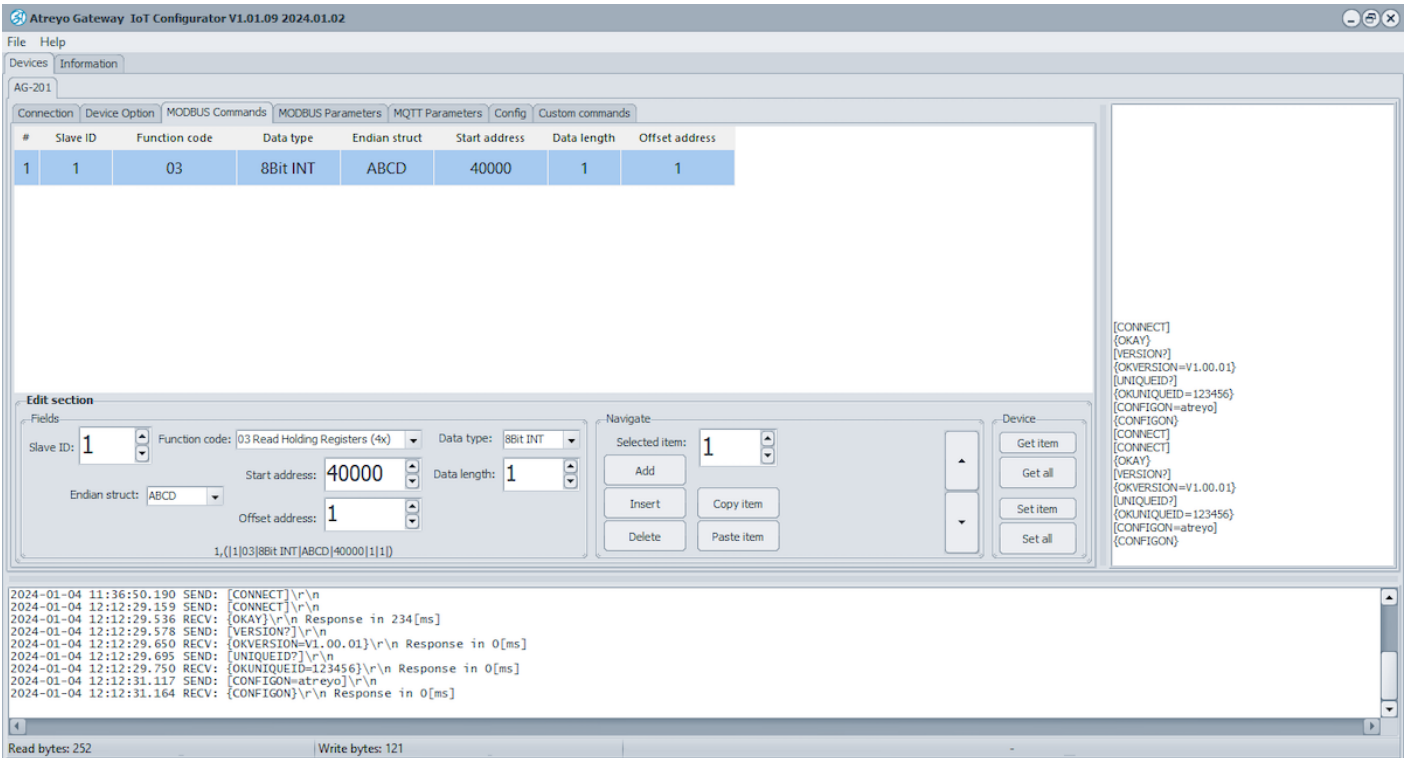 Atreyo Gateway IoT Configurator V1.01.09 2024.01.02
File Help
Devices Information
AG-201
Connection Device Option MODBUS Commands MODBUS Parameters MQTT Parameters Config Custom commands
# Slave ID Function code Data type Endian struct Start address Data length Offset address
1 1 03 8Bit INT ABCD 40000 1 1
Edit section
Fields
Slave ID: 1 Function code: 03 Read Holding Registers (4x) Data type: 8Bit INT
Start address: 40000 Data length: 1
Endian struct: ABCD
Offset address: 1
1,(|1|03|8Bit INT|ABCD|40000|1|1|)
Navigate
Selected item: 1
Add
Insert Copy item
Delete Paste item
Device
Get item
Get all
Set item
Set all
[CONNECT]
{OKAY}
[VERSION?]
{OKVERSION=V1.00.01}
[UNIQUEID?]
{OKUNIQUEID=123456}
[CONFIGON=atreyo]
{CONFIGON}
[CONNECT]
[CONNECT]
{OKAY}
[VERSION?]
{OKVERSION=V1.00.01}
[UNIQUEID?]
{OKUNIQUEID=123456}
[CONFIGON=atreyo]
{CONFIGON}
2024-01-04 11:36:50.190 SEND: [CONNECT]\r\n
2024-01-04 12:12:29.159 SEND: [CONNECT]\r\n
2024-01-04 12:12:29.536 RECV: {OKAY}\r\n Response in 234[ms]
2024-01-04 12:12:29.578 SEND: [VERSION?]\r\n
2024-01-04 12:12:29.650 RECV: {OKVERSION=V1.00.01}\r\n Response in 0[ms]
2024-01-04 12:12:29.695 SEND: [UNIQUEID?]\r\n
2024-01-04 12:12:29.750 RECV: {OKUNIQUEID=123456}\r\n Response in 0[ms]
2024-01-04 12:12:31.117 SEND: [CONFIGON=atreyo]\r\n
2024-01-04 12:12:31.164 RECV: {CONFIGON}\r\n Response in 0[ms]
Read bytes: 252 Write bytes: 121 -